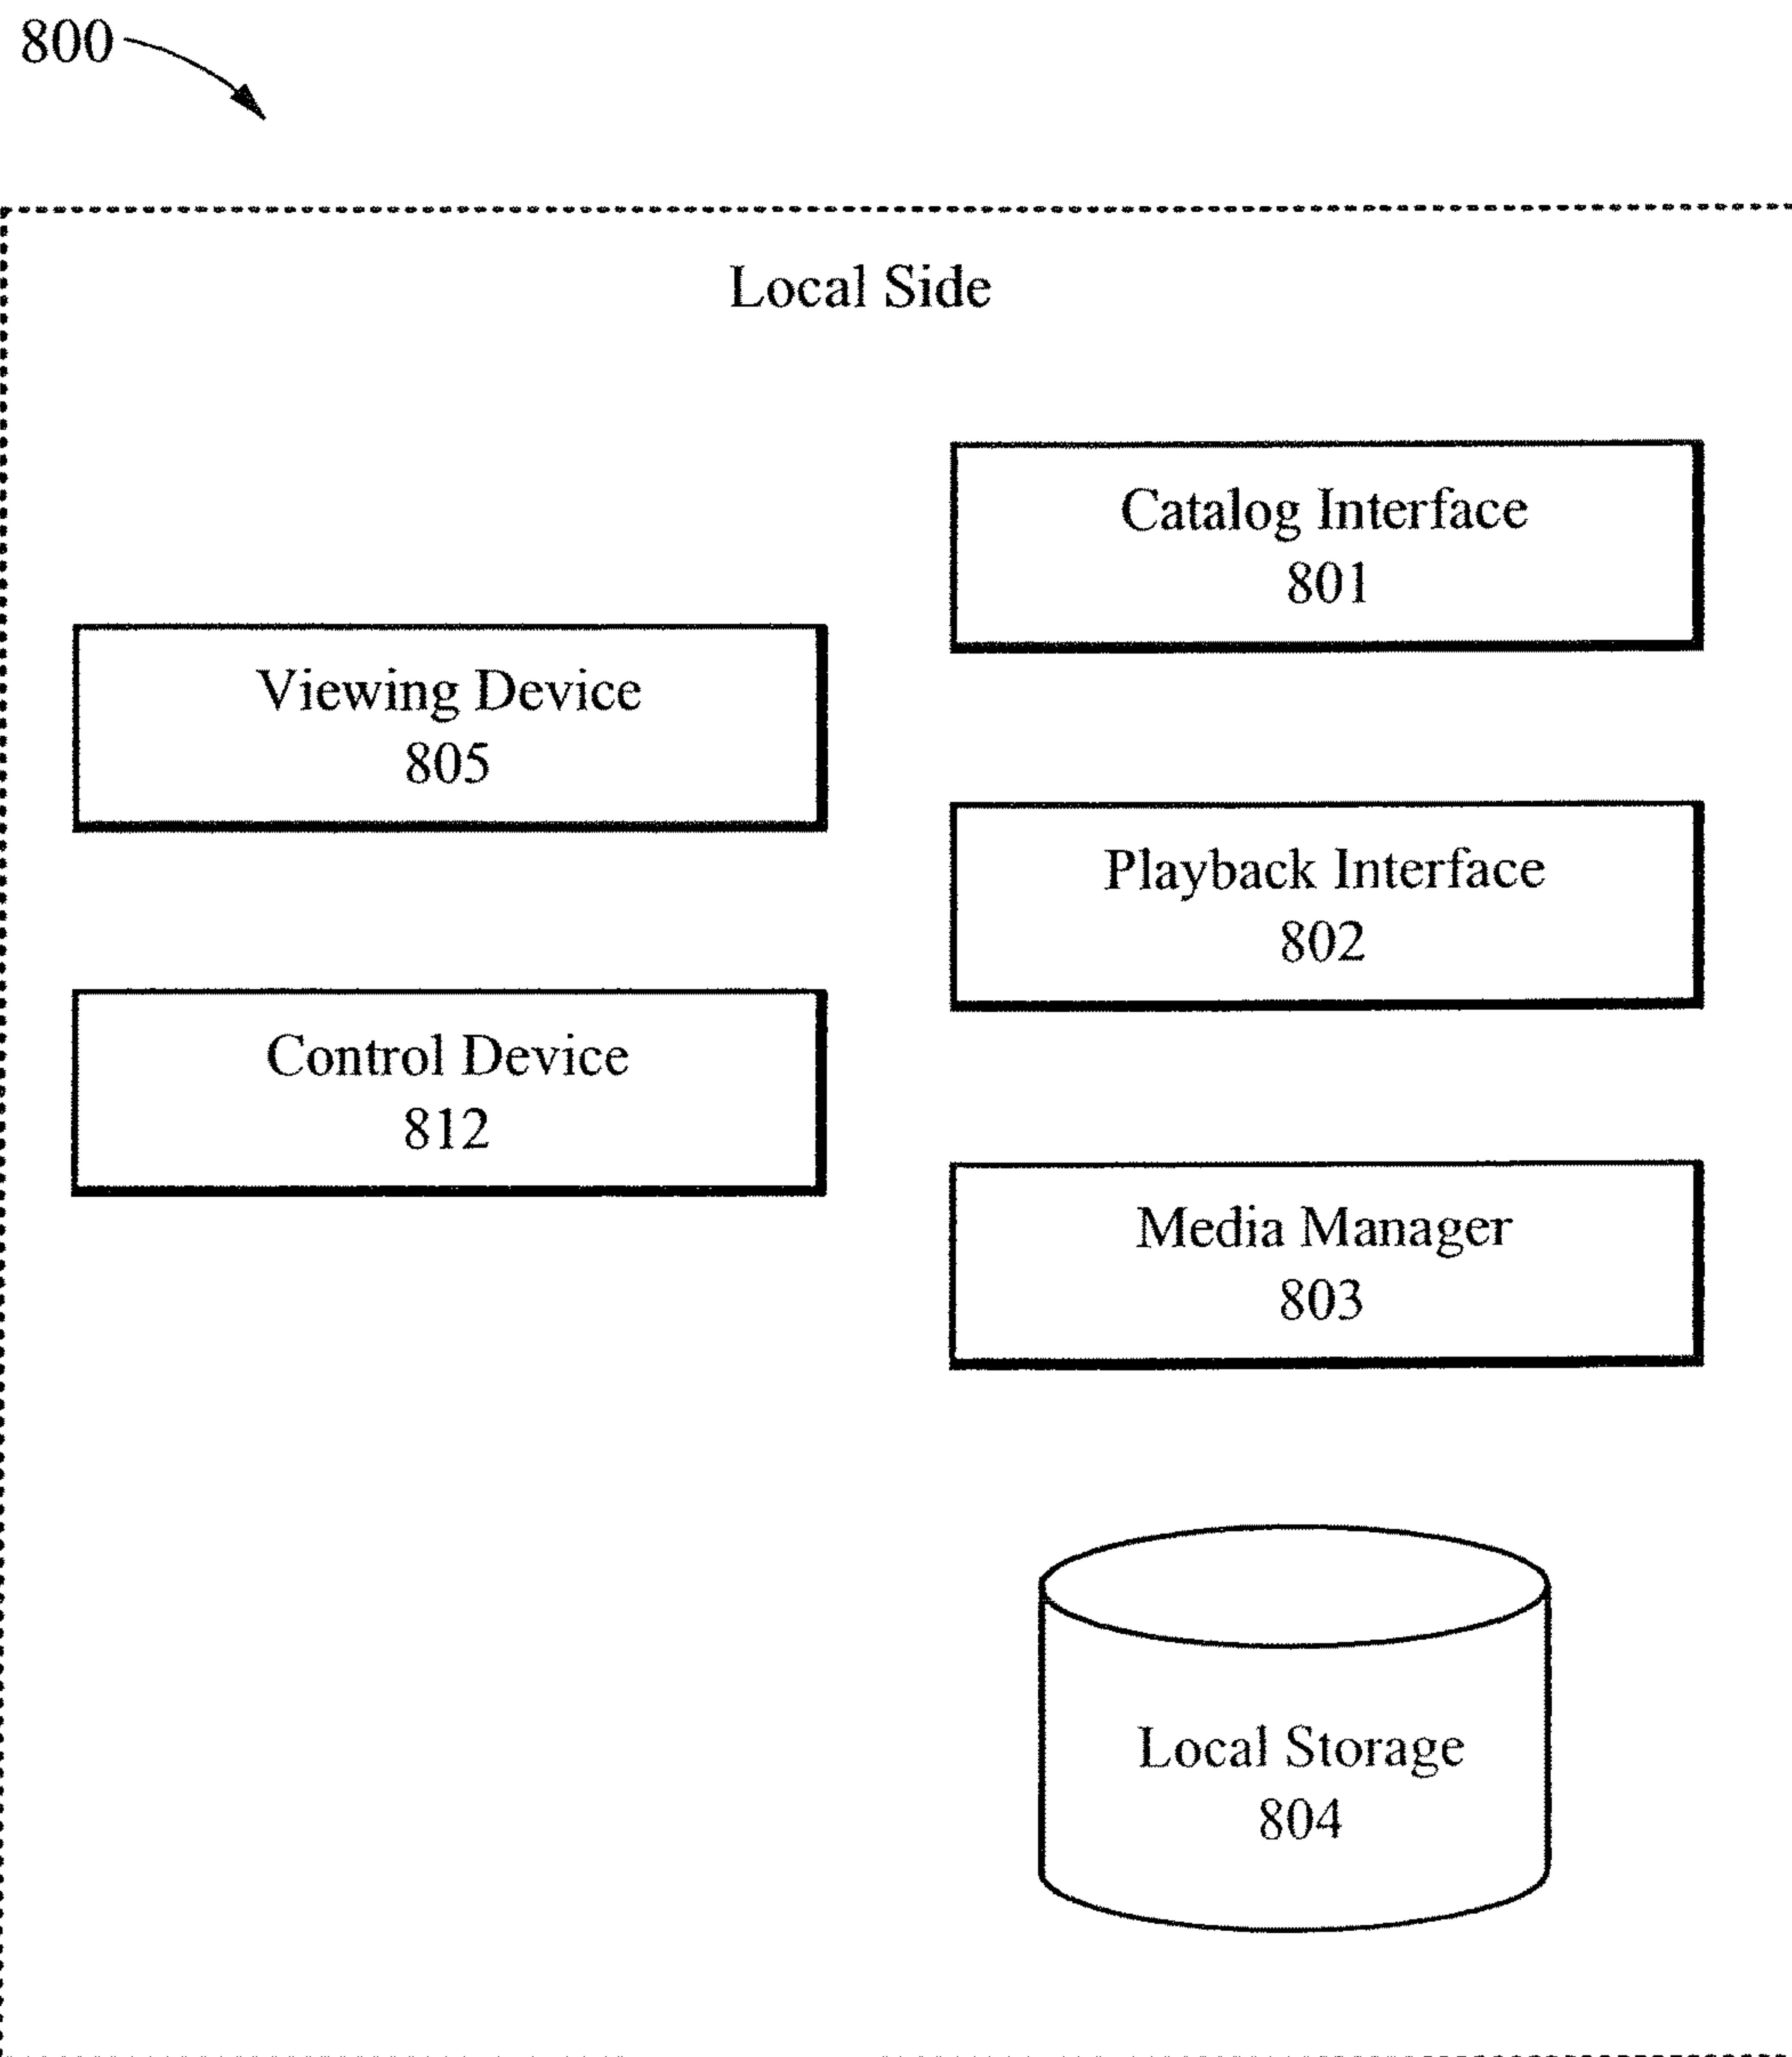 800
Local Side
Catalog Interface
801
Viewing Device
805
Playback Interface
802
Control Device
812
Media Manager
803
Local Storage
804